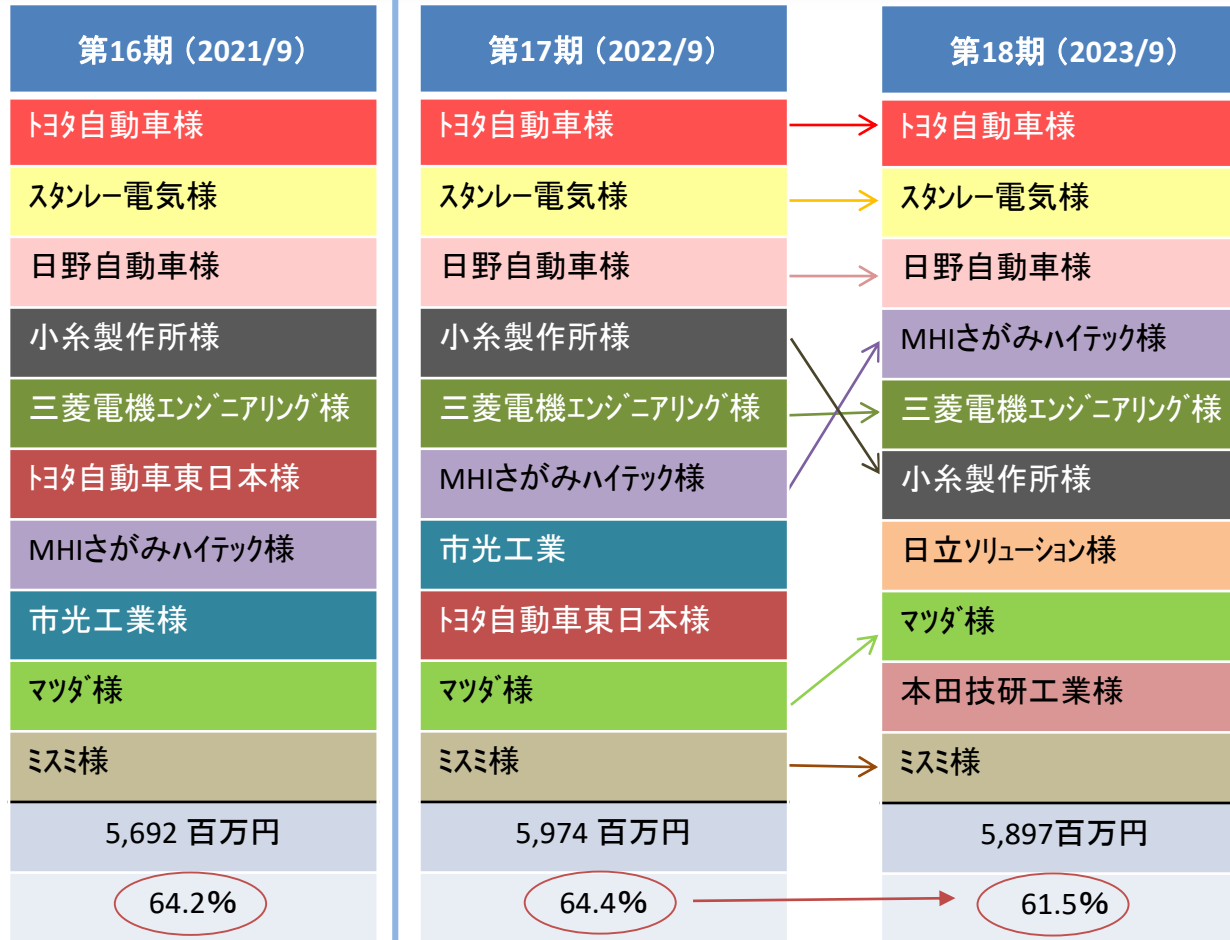 第16期（2021/9）
トヨタ自動車様
スタンレー電気様
日野自動車様
小糸製作所様
三菱電機エンジニアリング様
トヨタ自動車東日本様
MHIさがみハイテック様
市光工業様
マツダ様
ミスミ様
5,692 百万円
64.2%
第17期（2022/9）
トヨタ自動車様
スタンレー電気様
日野自動車様
小糸製作所様
三菱電機エンジニアリング様
MHIさがみハイテック様
市光工業
トヨタ自動車東日本様
マツダ様
ミスミ様
5,974 百万円
64.4%
第18期（2023/9）
トヨタ自動車様
スタンレー電気様
日野自動車様
MHIさがみハイテック様
三菱電機エンジニアリング様
小糸製作所様
日立ソリューション様
マツダ様
本田技研工業様
ミスミ様
5,897百万円
61.5%